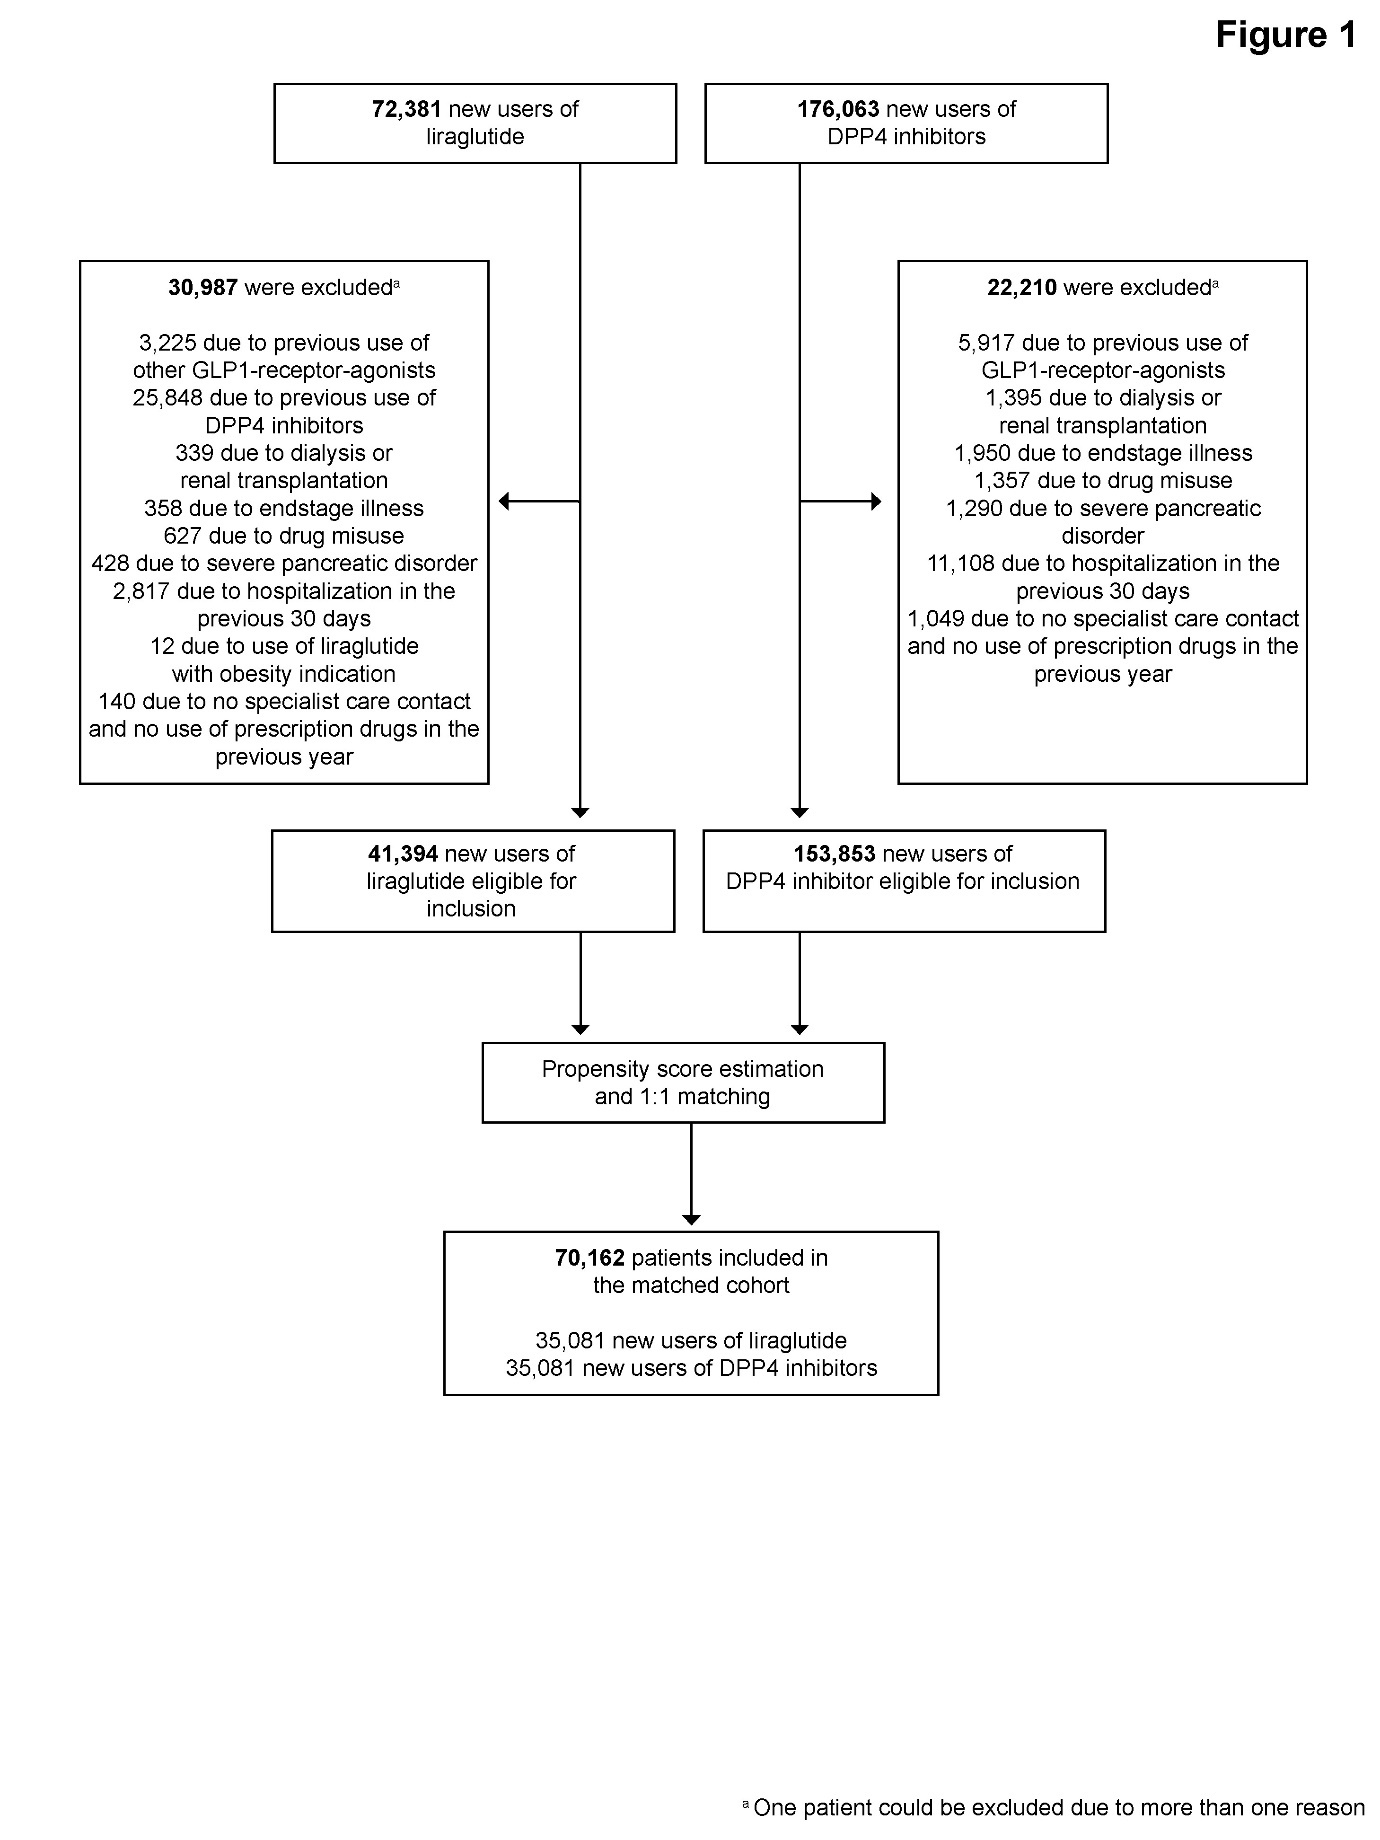 Figure 1
72,381 new users of
liraglutide
176,063 new users of
DPP4 inhibitors
30,987 were excludedᵃ
3,225 due to previous use of
other GLP1-receptor-agonists
25,848 due to previous use of
DPP4 inhibitors
339 due to dialysis or
renal transplantation
358 due to endstage illness
627 due to drug misuse
428 due to severe pancreatic disorder
2,817 due to hospitalization in the
previous 30 days
12 due to use of liraglutide
with obesity indication
140 due to no specialist care contact
and no use of prescription drugs in the
previous year
22,210 were excludedᵃ
5,917 due to previous use of
GLP1-receptor-agonists
1,395 due to dialysis or
renal transplantation
1,950 due to endstage illness
1,357 due to drug misuse
1,290 due to severe pancreatic
disorder
11,108 due to hospitalization in the
previous 30 days
1,049 due to no specialist care contact
and no use of prescription drugs in the
previous year
41,394 new users of
liraglutide eligible for
inclusion
153,853 new users of
DPP4 inhibitor eligible for inclusion
Propensity score estimation
and 1:1 matching
70,162 patients included in
the matched cohort
35,081 new users of liraglutide
35,081 new users of DPP4 inhibitors
ᵃ One patient could be excluded due to more than one reason